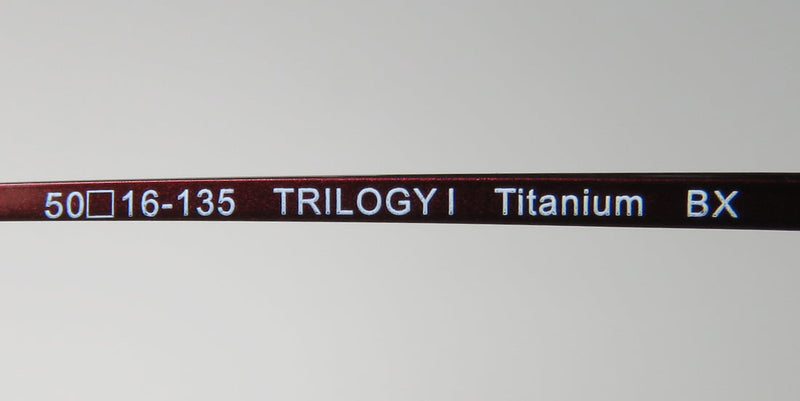 50□16-135 TRILOGY I Titanium BX